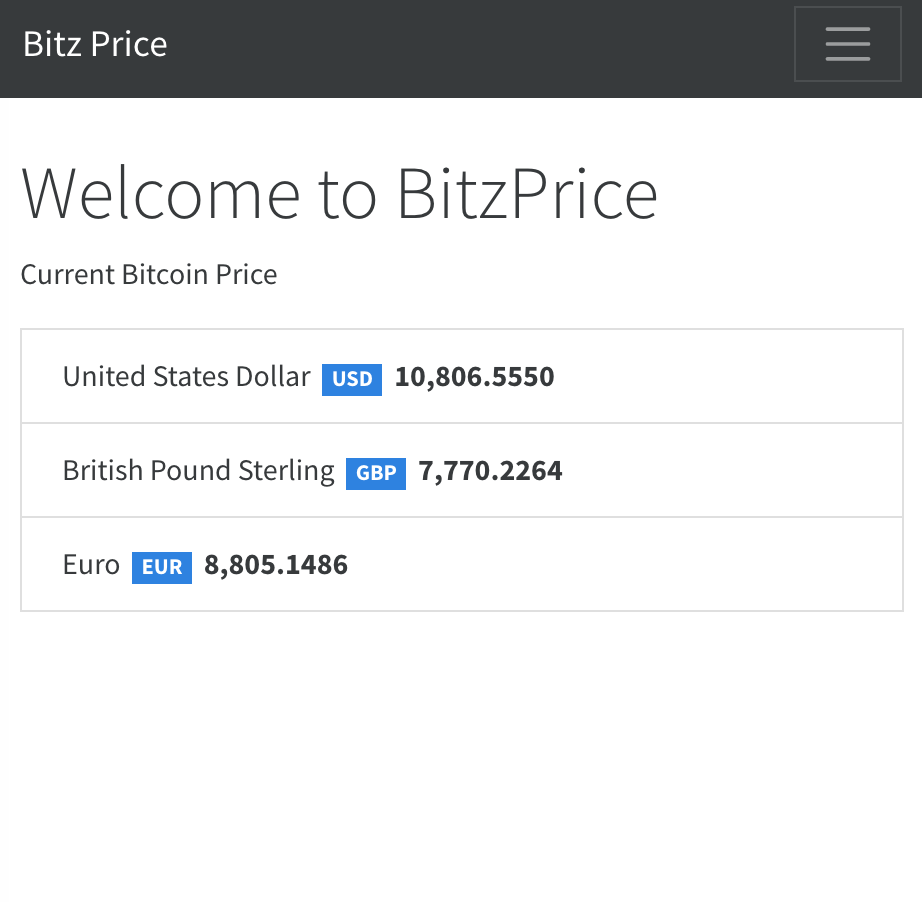 Bitz Price
Welcome to BitzPrice
Current Bitcoin Price
United States Dollar USD 10,806.5550
British Pound Sterling GBP 7,770.2264
Euro EUR 8,805.1486